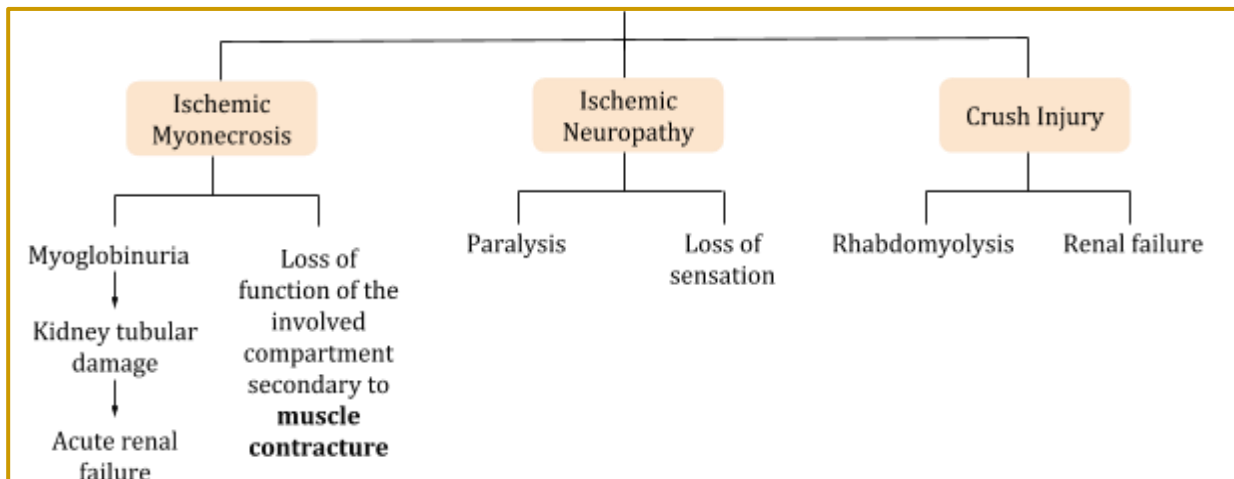 Ischemic
Myonecrosis
Ischemic
Neuropathy
Crush Injury
Myoglobinuria
Kidney tubular
damage
Acute renal
failure
Loss of
function of the
involved
compartment
secondary to
muscle
contracture
Paralysis
Loss of
sensation
Rhabdomyolysis
Renal failure